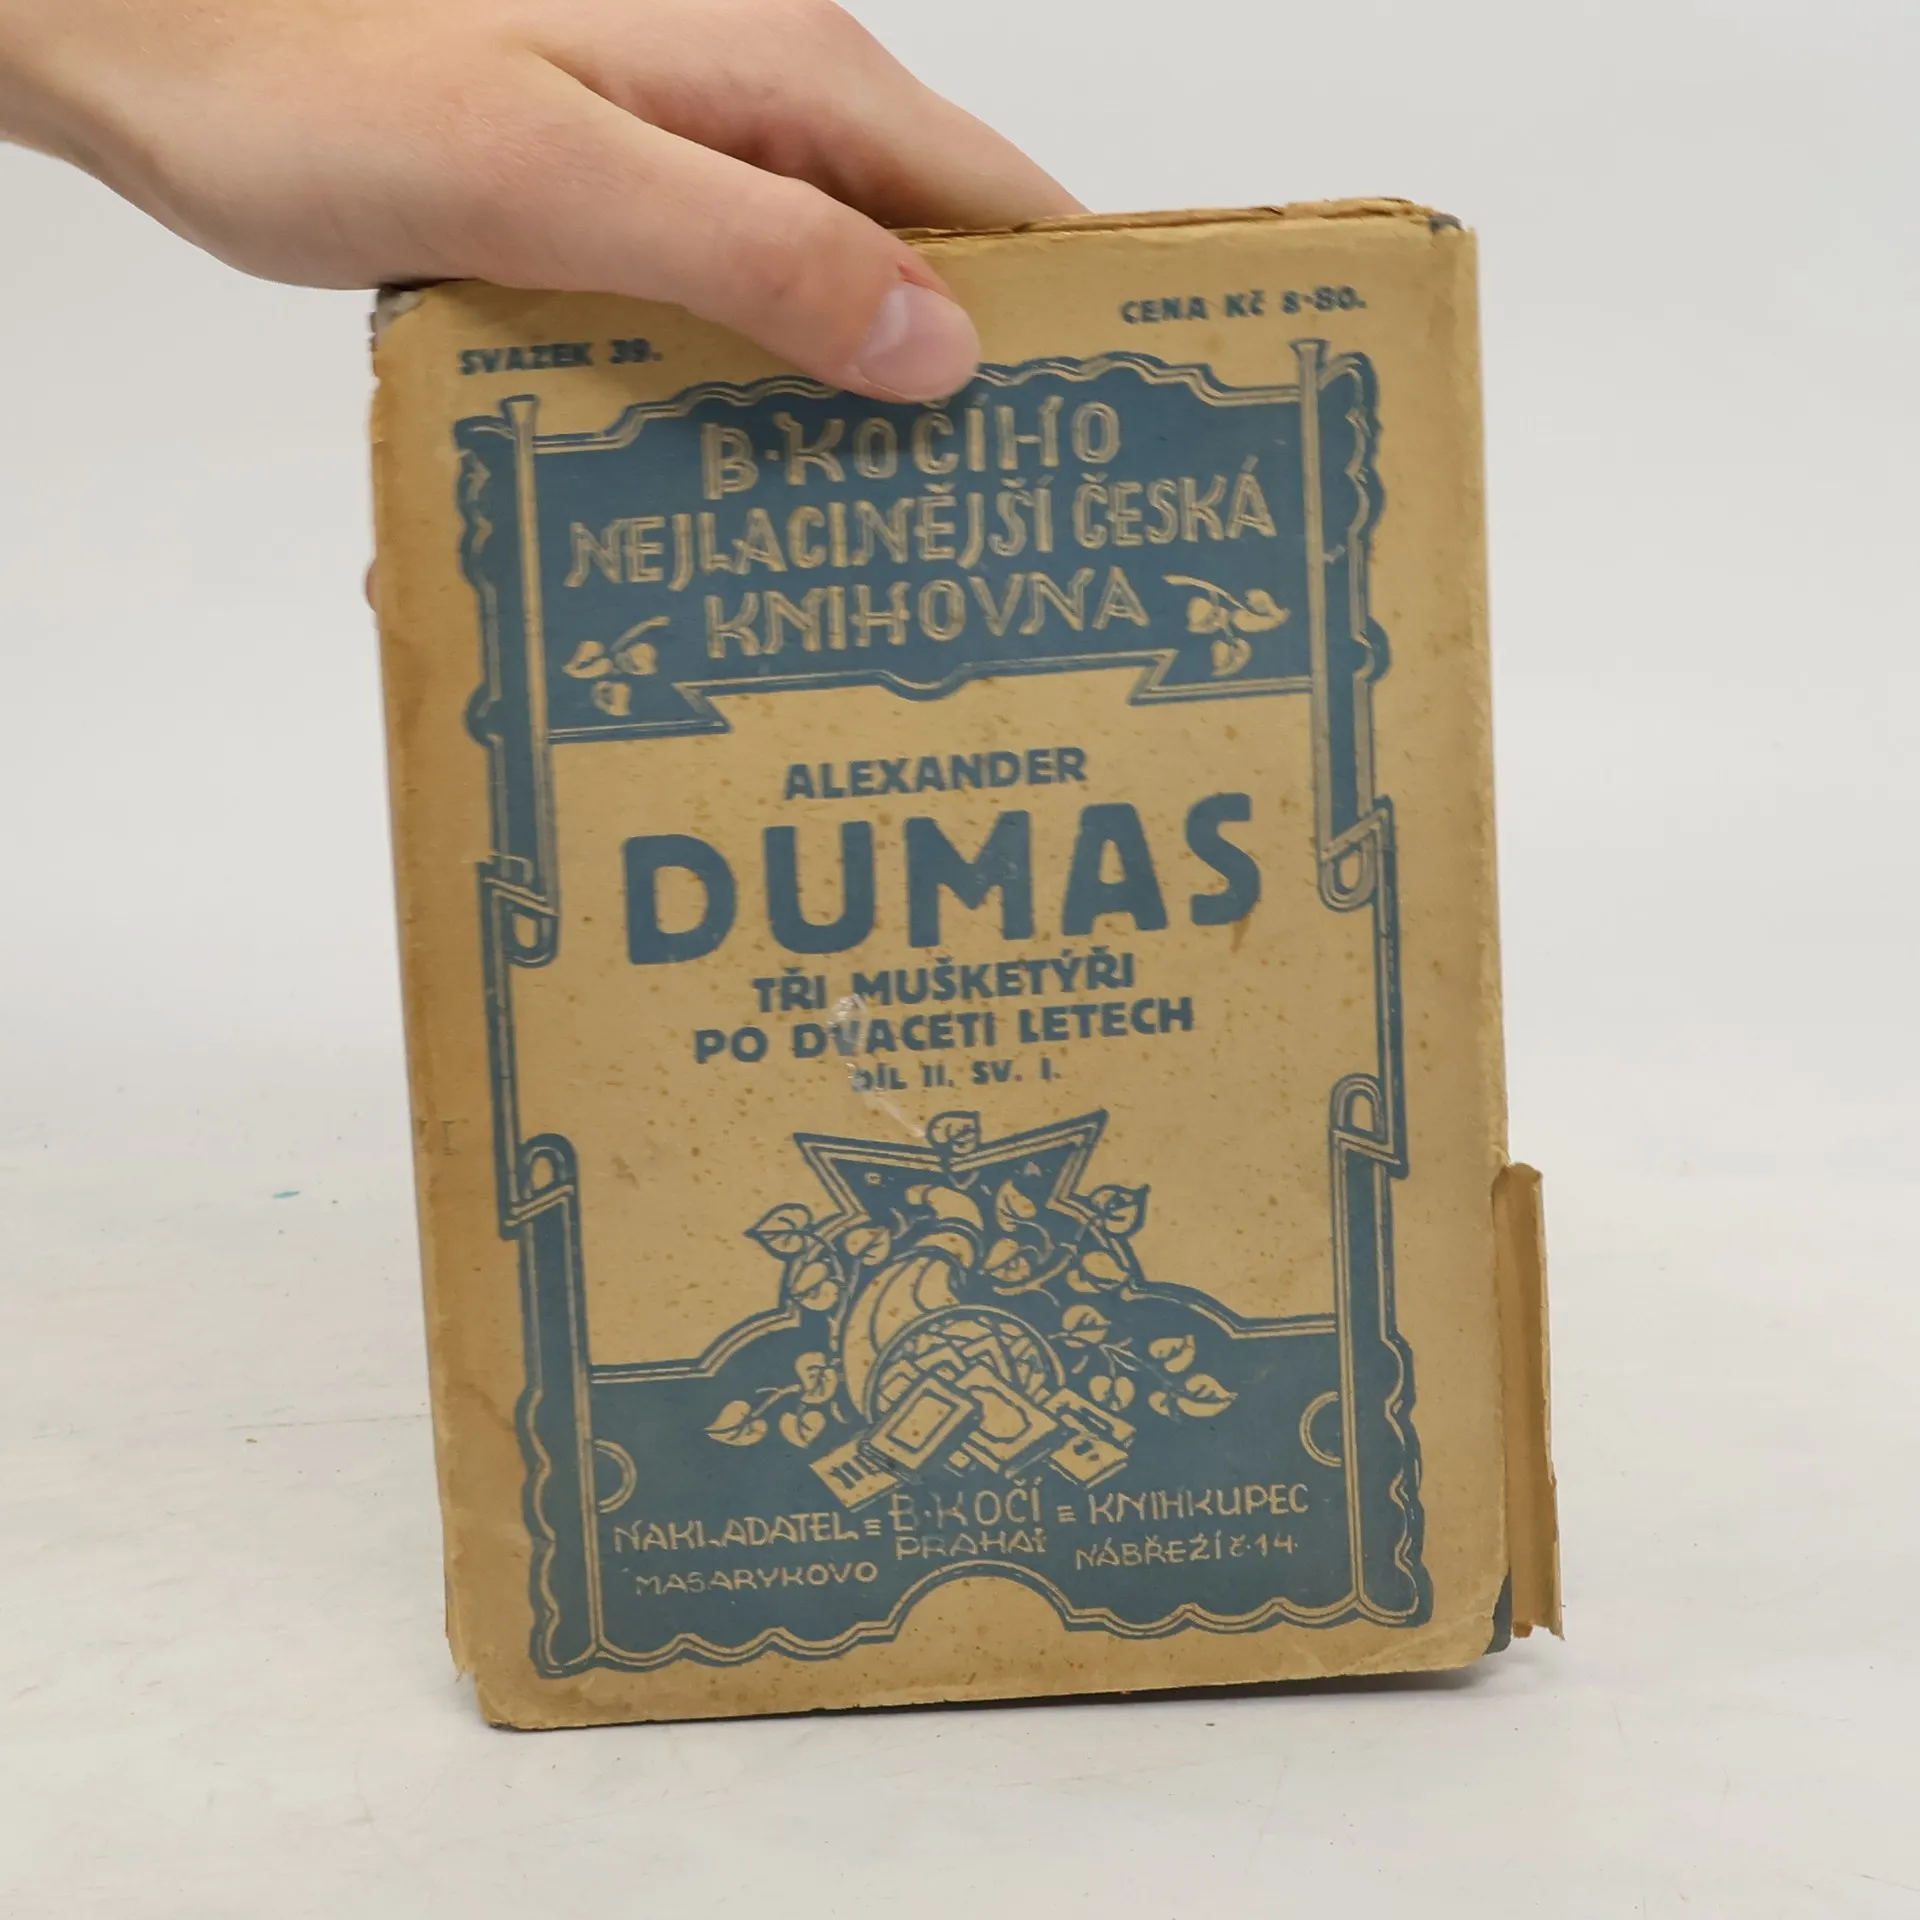 SVAZEK 39.
CENA Kč 8·80.
B·KOČÍHO
NEJLACINĚJŠÍ ČESKÁ
KNIHOVNA
ALEXANDER
DUMAS
TŘI MUŠKETÝŘI
PO DVACETI LETECH
DÍL II. SV. I.
NAKLADATEL = B·KOČÍ = KNIHKUPEC
MASARYKOVO PRAHA I NÁBŘEŽÍ č·14·